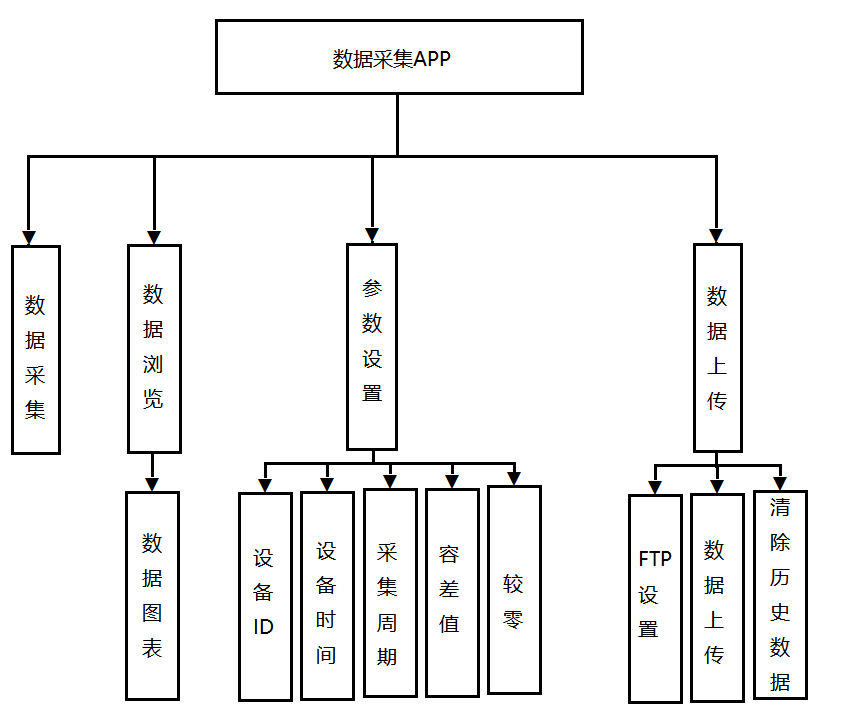 数据采集APP
数据采集
数据浏览
参数设置
数据上传
数据图表
设备ID
设备时间
采集周期
容差值
较零
FTP设置
数据上传
清除历史数据